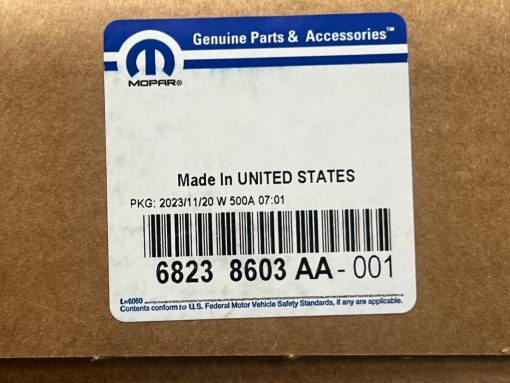 Genuine Parts & Accessories™
MOPAR®
Made In UNITED STATES
PKG: 2023/11/20 W 500A 07:01
6823 8603 AA - 001
L=6060
Contents conform to U.S. Federal Motor Vehicle Safety Standards, if any are applicable.